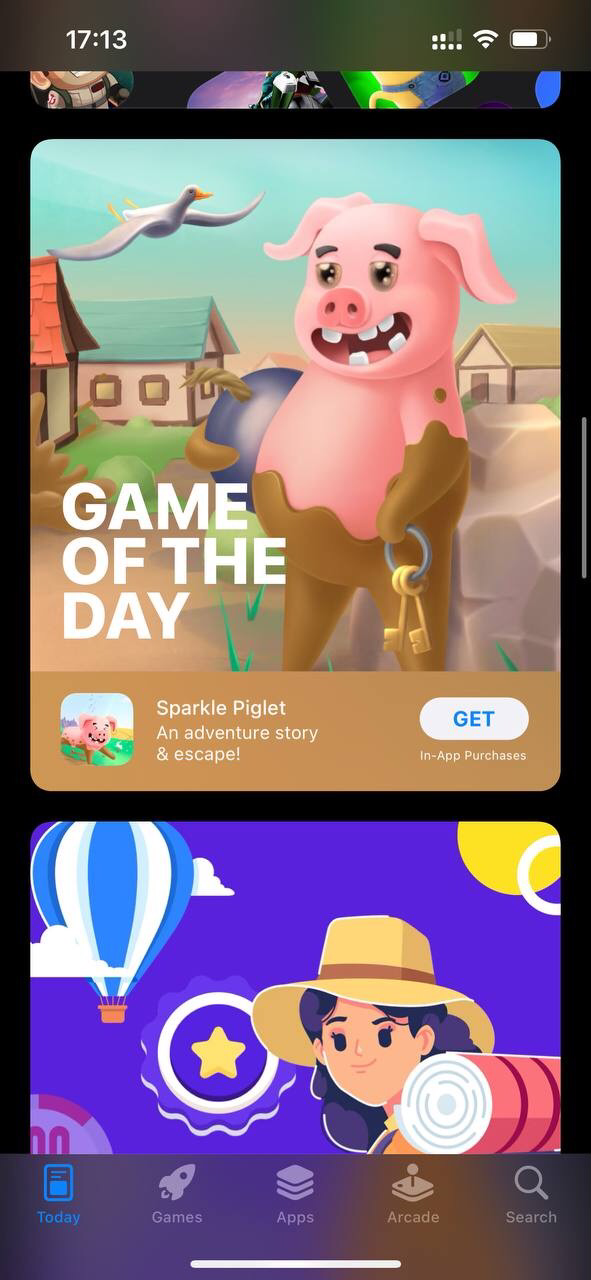 17:13
GAME
OF THE
DAY
Sparkle Piglet
An adventure story
& escape!
GET
In-App Purchases
Today
Games
Apps
Arcade
Search